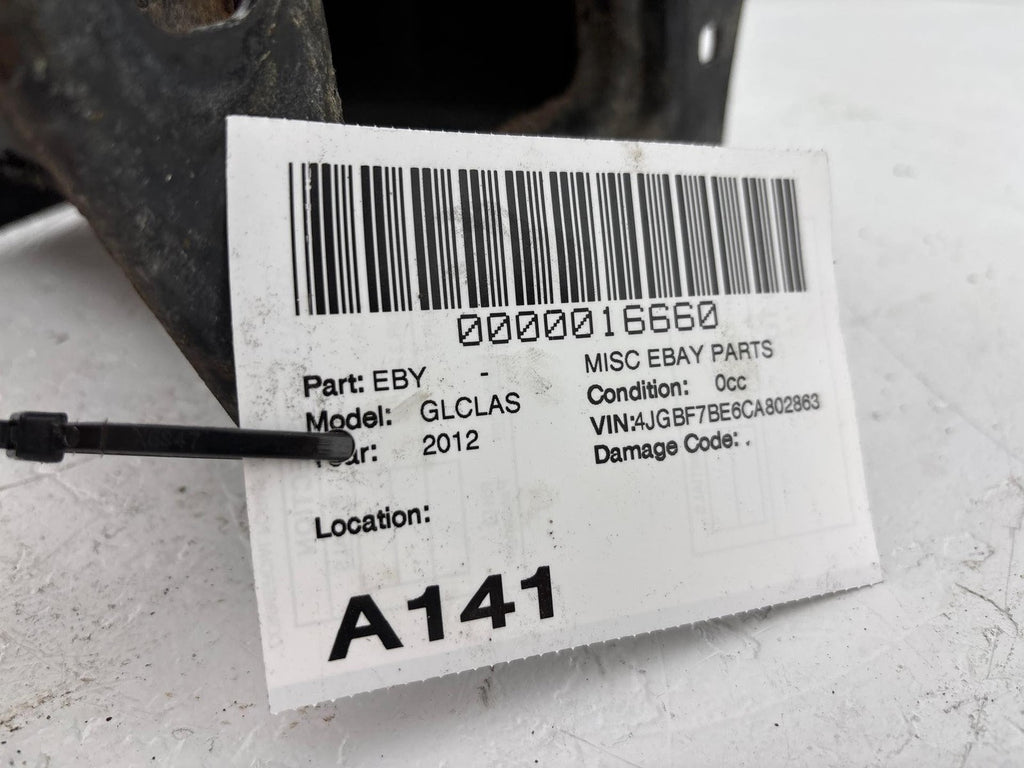 0000016660
Part: EBY - MISC EBAY PARTS
Model: GLCLAS Condition: 0cc
Year: 2012 VIN:4JGBF7BE6CA802863
Damage Code: .
Location:
A141